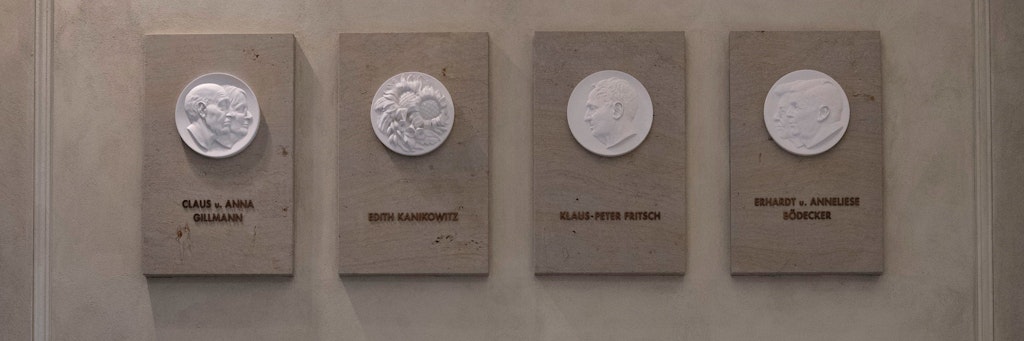 CLAUS u. ANNA
GILLMANN
EDITH KANIKOWITZ
KLAUS-PETER FRITSCH
ERHARDT u. ANNELIESE
BÖDECKER